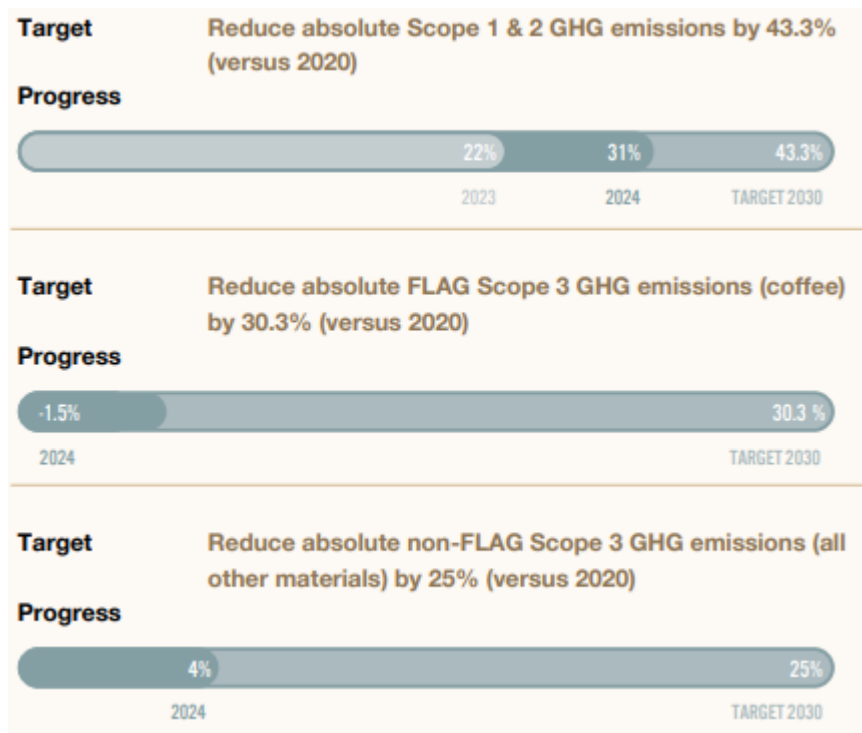 Target Reduce absolute Scope 1 & 2 GHG emissions by 43.3%
(versus 2020)
Progress
22% 31% 43.3%
2023 2024 TARGET 2030
Target Reduce absolute FLAG Scope 3 GHG emissions (coffee)
by 30.3% (versus 2020)
Progress
-1.5% 30.3 %
2024 TARGET 2030
Target Reduce absolute non-FLAG Scope 3 GHG emissions (all
other materials) by 25% (versus 2020)
Progress
4% 25%
2024 TARGET 2030